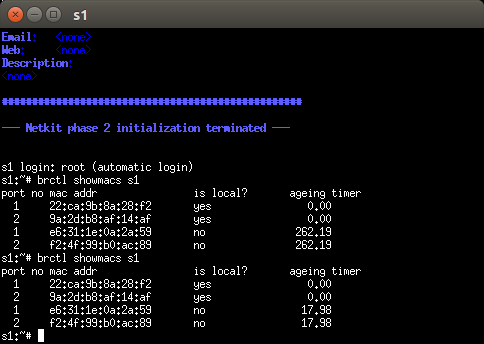 s1
Email: <none>
Web: <none>
Description:
<none>
##################################################
--- Netkit phase 2 initialization terminated ---
s1 login: root (automatic login)
s1:~# brctl showmacs s1
port no mac addr is local? ageing timer
1 22:ca:9b:8a:28:f2 yes 0.00
2 9a:2d:b8:af:14:af yes 0.00
1 e6:31:1e:0a:2a:59 no 262.19
2 f2:4f:99:b0:ac:89 no 262.19
s1:~# brctl showmacs s1
port no mac addr is local? ageing timer
1 22:ca:9b:8a:28:f2 yes 0.00
2 9a:2d:b8:af:14:af yes 0.00
1 e6:31:1e:0a:2a:59 no 17.98
2 f2:4f:99:b0:ac:89 no 17.98
s1:~#